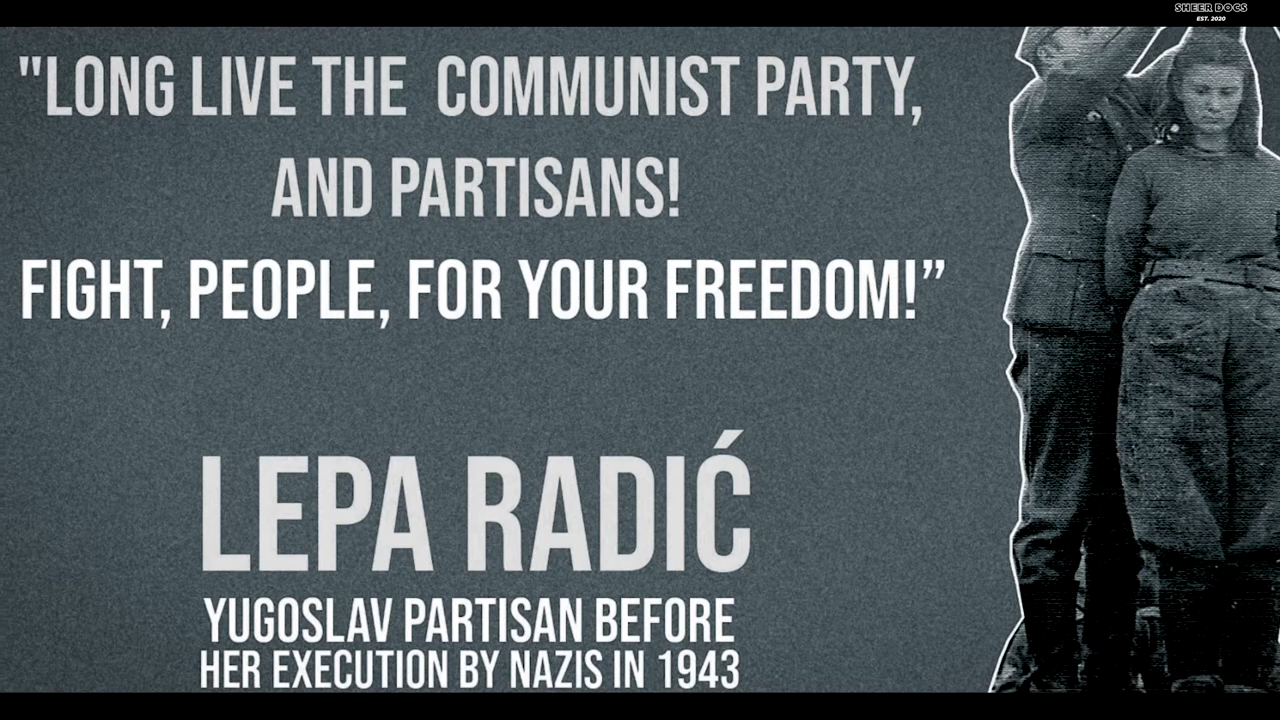 SHEER DOCS
EST. 2020
"LONG LIVE THE COMMUNIST PARTY,
AND PARTISANS!
FIGHT, PEOPLE, FOR YOUR FREEDOM!”
LEPA RADIĆ
YUGOSLAV PARTISAN BEFORE
HER EXECUTION BY NAZIS IN 1943